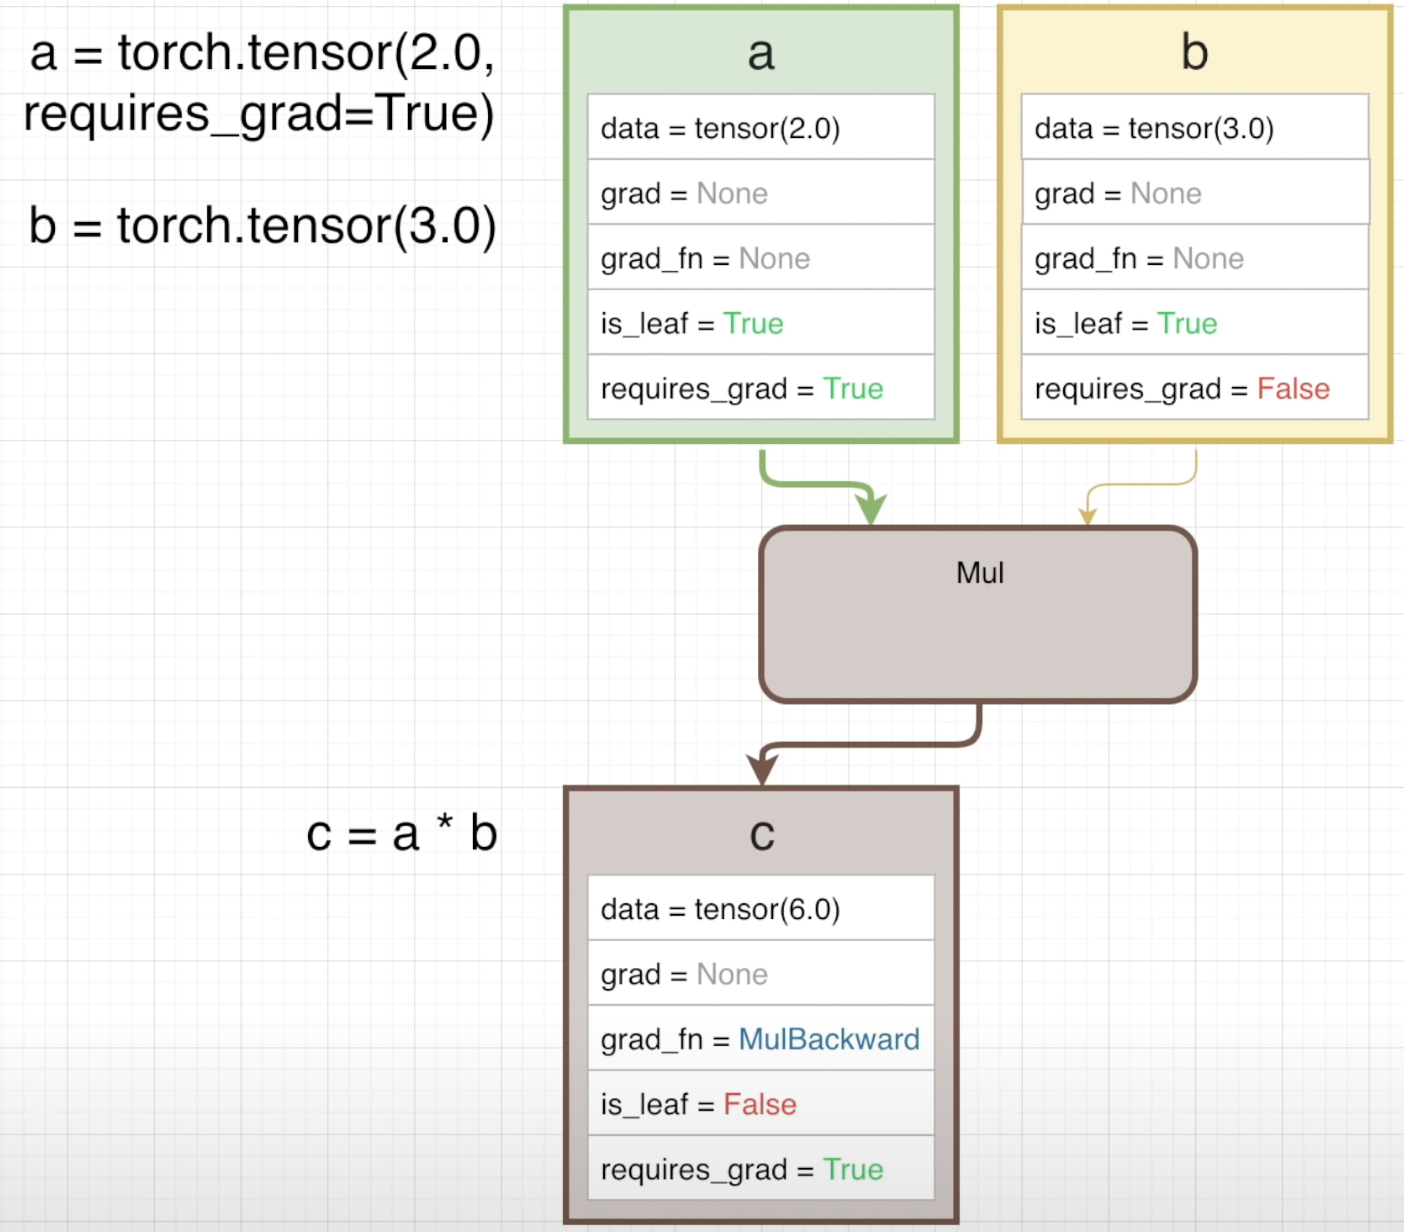 a = torch.tensor(2.0,
requires_grad=True)
b = torch.tensor(3.0)
a
data = tensor(2.0)
grad = None
grad_fn = None
is_leaf = True
requires_grad = True
b
data = tensor(3.0)
grad = None
grad_fn = None
is_leaf = True
requires_grad = False
Mul
c = a * b
c
data = tensor(6.0)
grad = None
grad_fn = MulBackward
is_leaf = False
requires_grad = True